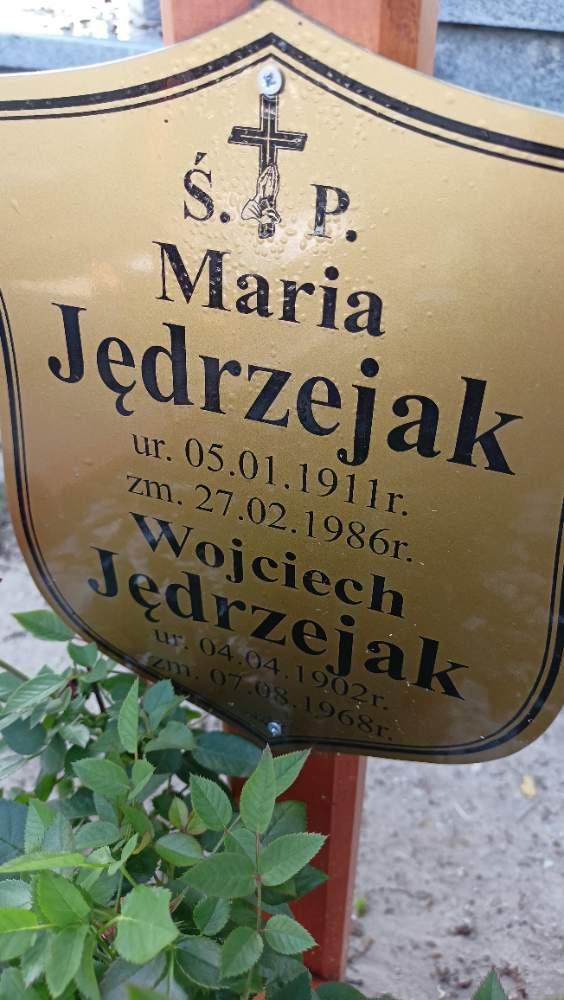 Ś. P.
Maria
Jędrzejak
ur. 05.01.1911r.
zm. 27.02.1986r.
Wojciech
Jędrzejak
ur. 04.04.1902r.
zm. 07.08.1968r.